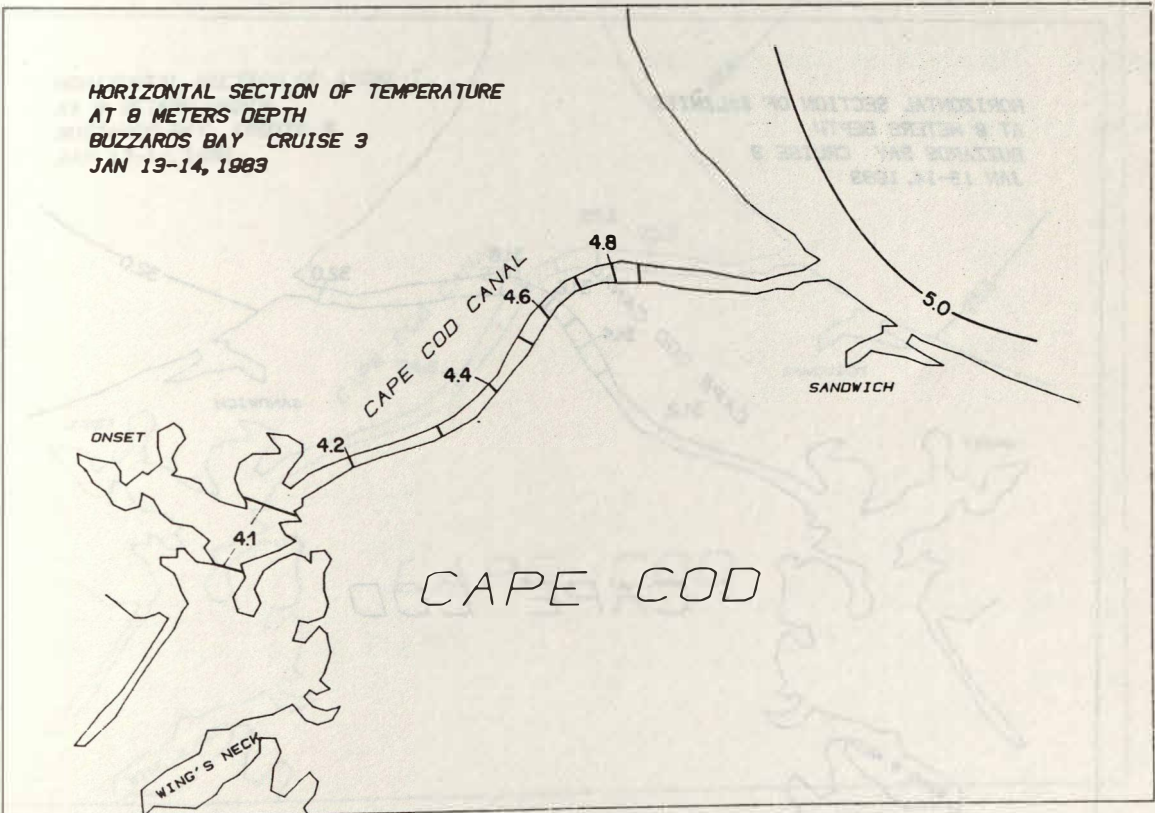 HORIZONTAL SECTION OF TEMPERATURE
AT 8 METERS DEPTH
BUZZARDS BAY CRUISE 3
JAN 13-14, 1983
4.8
CAPE COD CANAL
4.6
5.0
4.4
SANDWICH
ONSET
4.2
4.1
CAPE COD
WING'S NECK